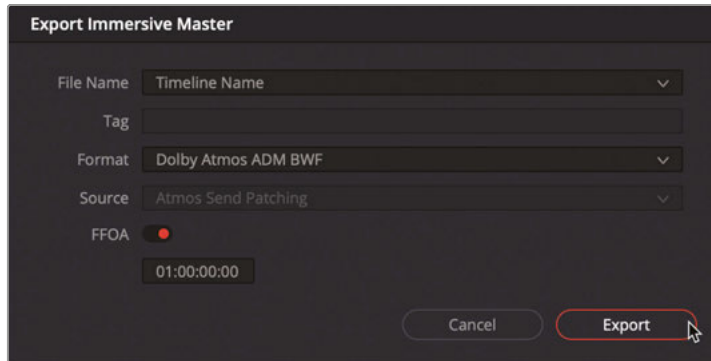 Export Immersive Master
File Name Timeline Name
Tag
Format Dolby Atmos ADM BWF
Source Atmos Send Patching
FFOA
01:00:00:00
Cancel Export